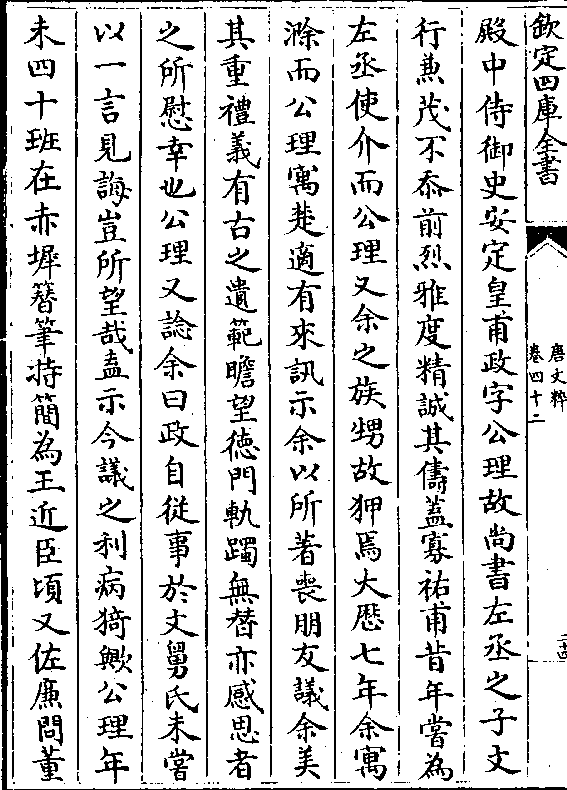 欽定四庫全書
唐文粹
卷四十二
殿中侍御史安定皇甫政字公理故尚書左丞之子文
行兼茂不忝前烈雅度精誠其儔蓋寡祐甫昔年嘗為
左丞使介而公理又余之族甥故狎焉大歴七年余寓
滁而公理寓楚適有來訊示余以所著喪朋友議余美
其重禮義有古之遺範瞻望徳門軌躅無替亦感思者
之所慰幸也公理又諗余曰政自従事於文舅氏未嘗
以一言見誨豈所望哉盍示今議之利病猗歟公理年
未四十班在赤墀簪筆持簡為王近臣頃又佐亷問董